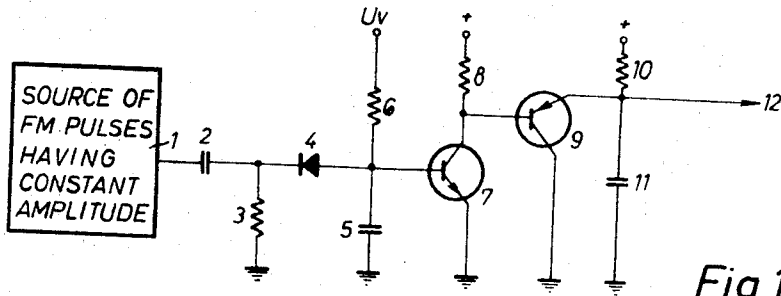 Uv
+
+
SOURCE OF
FM PULSES
HAVING
CONSTANT
AMPLITUDE
1
2
3
4
5
6
7
8
9
10
11
12
Fig 1